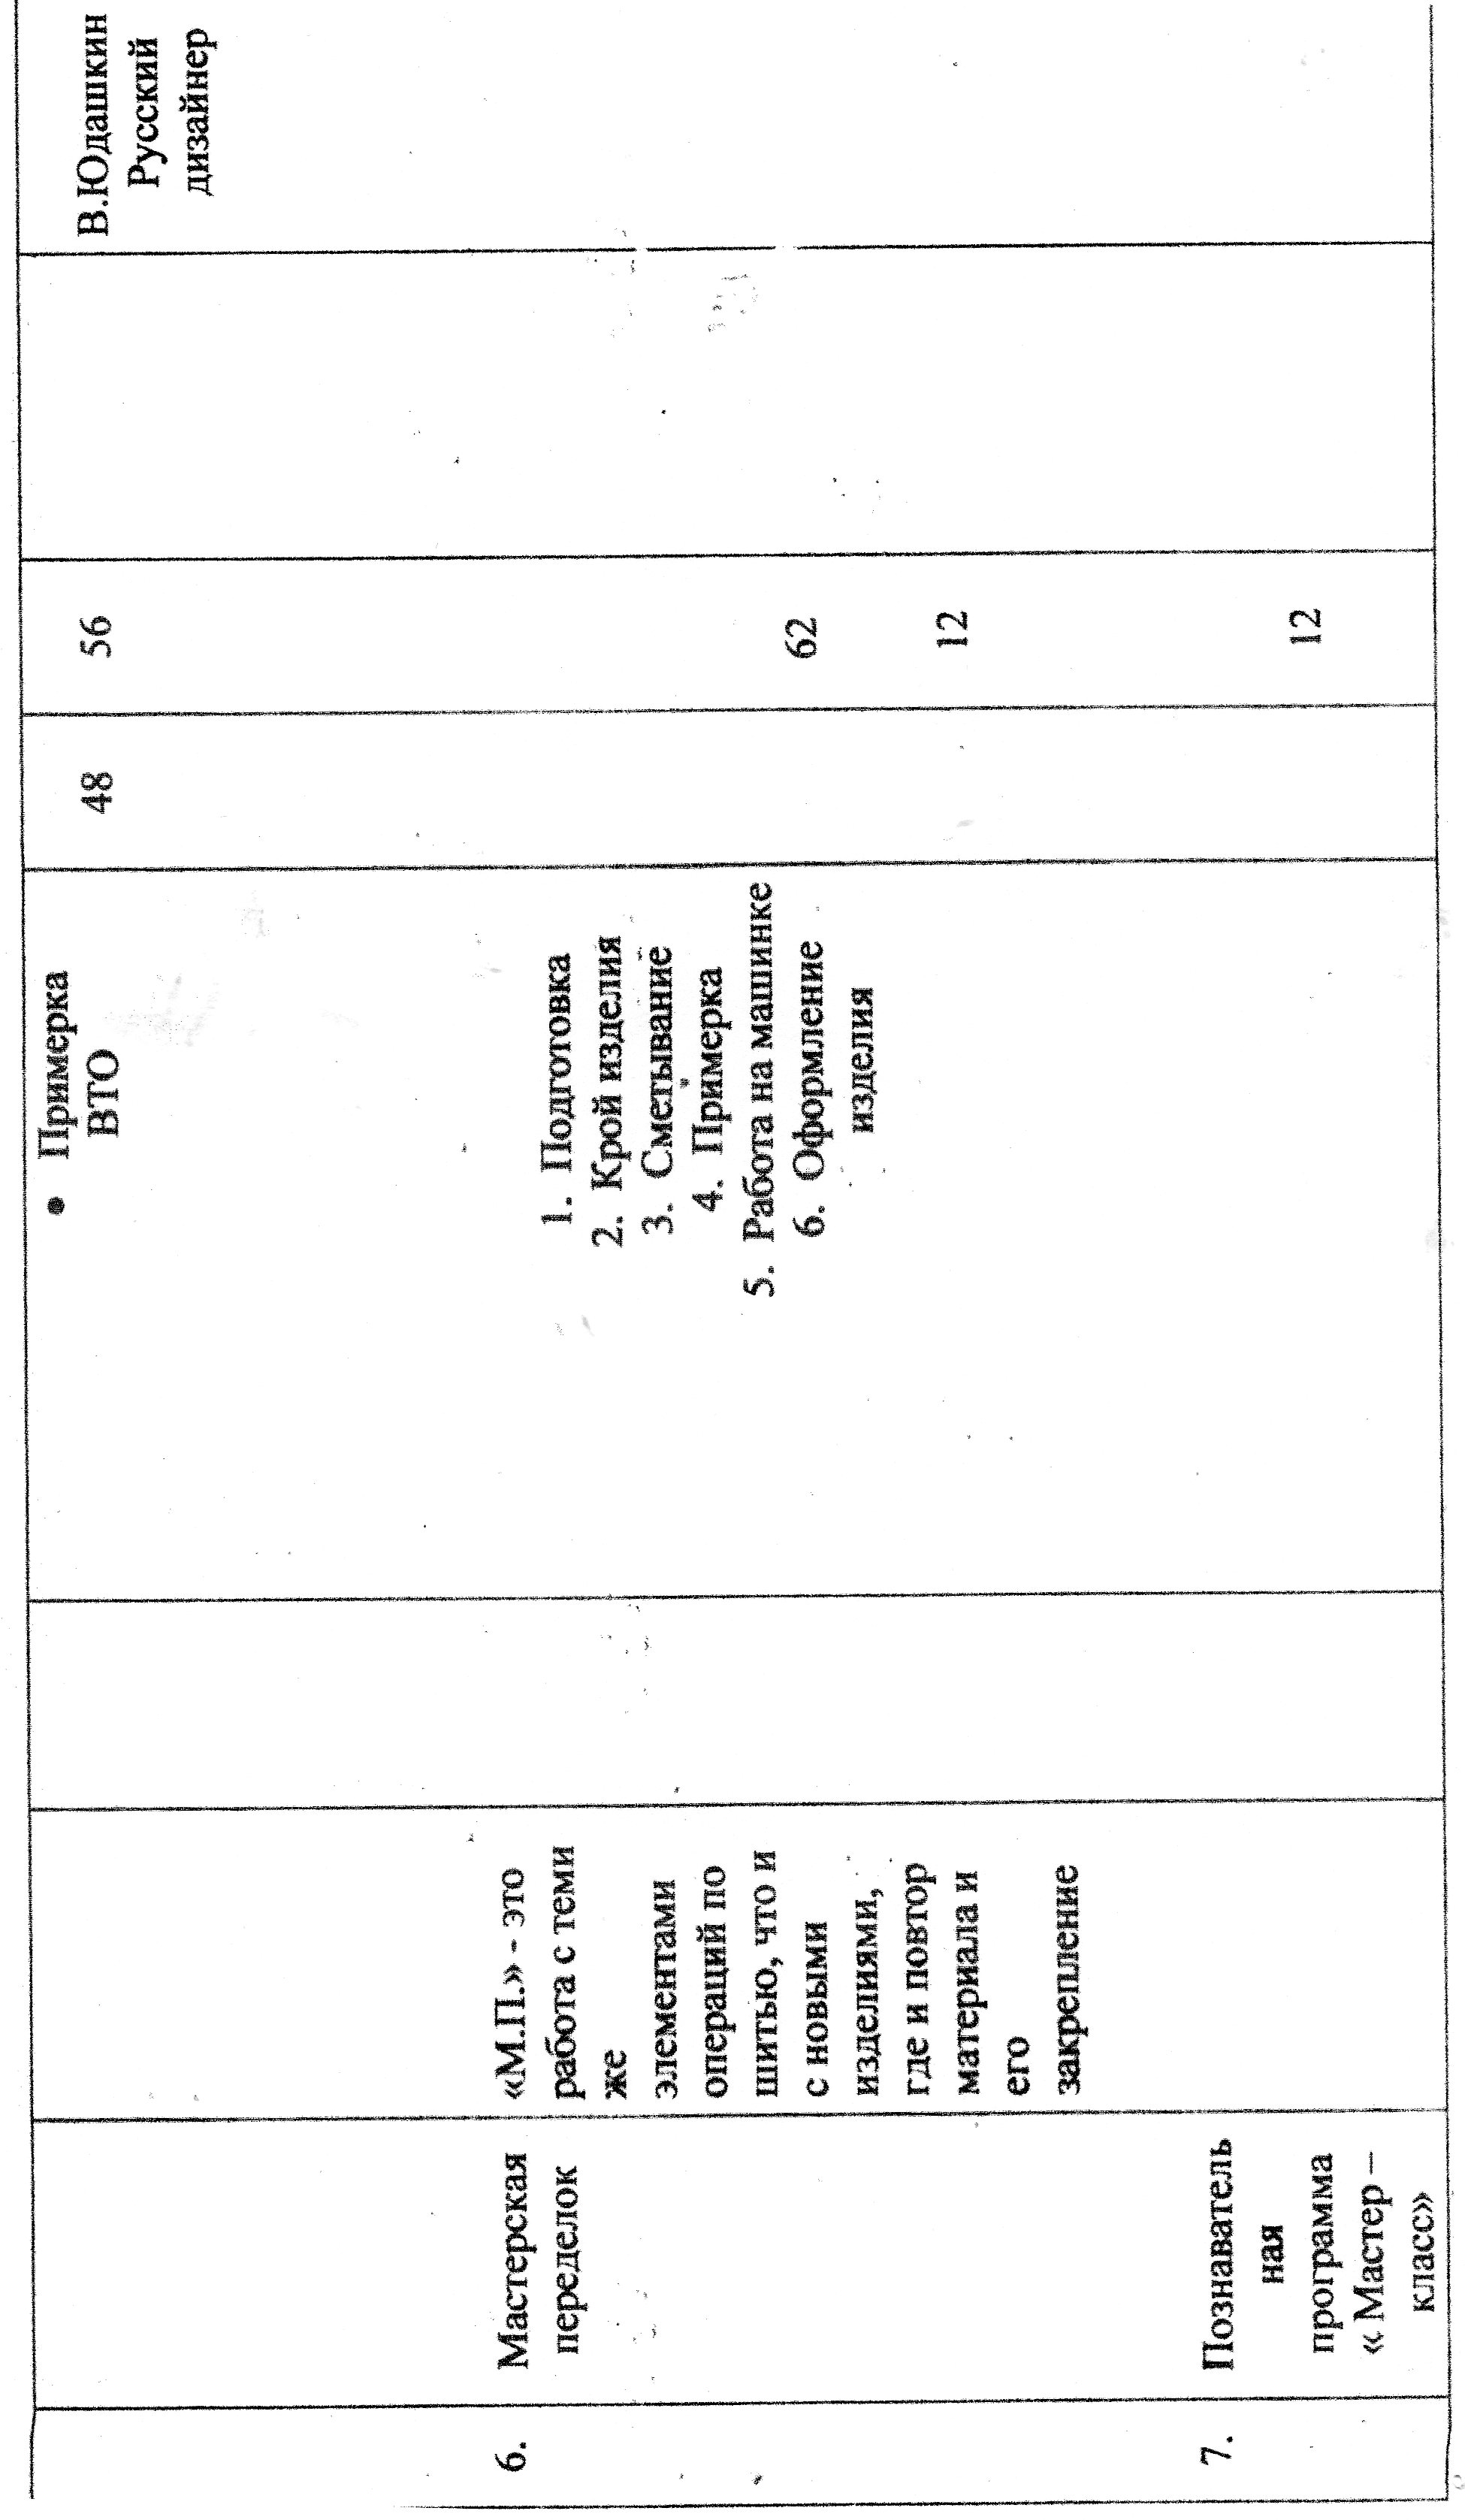 • Примерка
ВТО
48
56
В.Юдашкин
Русский
дизайнер
6.
Мастерская
переделок
«М.П.» - это
работа с теми
же
элементами
операций по
шитью, что и
с новыми
изделиями,
где и повтор
материала и
его
закрепление
1. Подготовка
2. Крой изделия
3. Сметывание
4. Примерка
5. Работа на машинке
6. Оформление
изделия
62
12
7.
Познаватель
ная
программа
« Мастер –
класс»
12